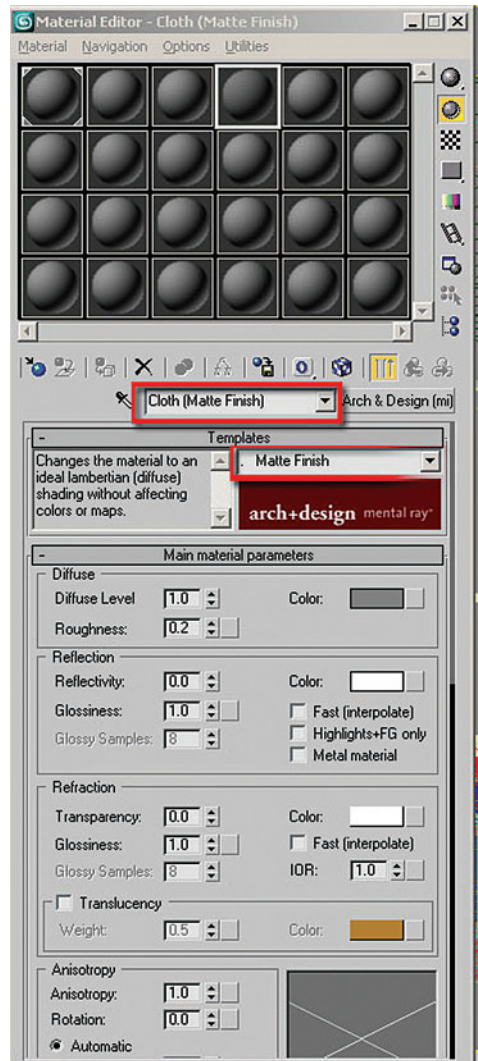 Material Editor - Cloth (Matte Finish)
Material Navigation Options Utilities
Cloth (Matte Finish) Arch & Design (mi)
- Templates
Changes the material to an
ideal lambertian (diffuse)
shading without affecting
colors or maps.
. Matte Finish
arch+design mental ray
- Main material parameters
Diffuse
Diffuse Level 1.0 Color:
Roughness: 0.2
Reflection
Reflectivity: 0.0 Color:
Glossiness: 1.0 Fast (interpolate)
Highlights+FG only
Glossy Samples: 8
Metal material
Refraction
Transparency: 0.0 Color:
Glossiness: 1.0 Fast (interpolate)
Glossy Samples: 8 IOR: 1.0
Translucency
Weight: 0.5 Color:
Anisotropy
Anisotropy: 1.0
Rotation: 0.0
Automatic